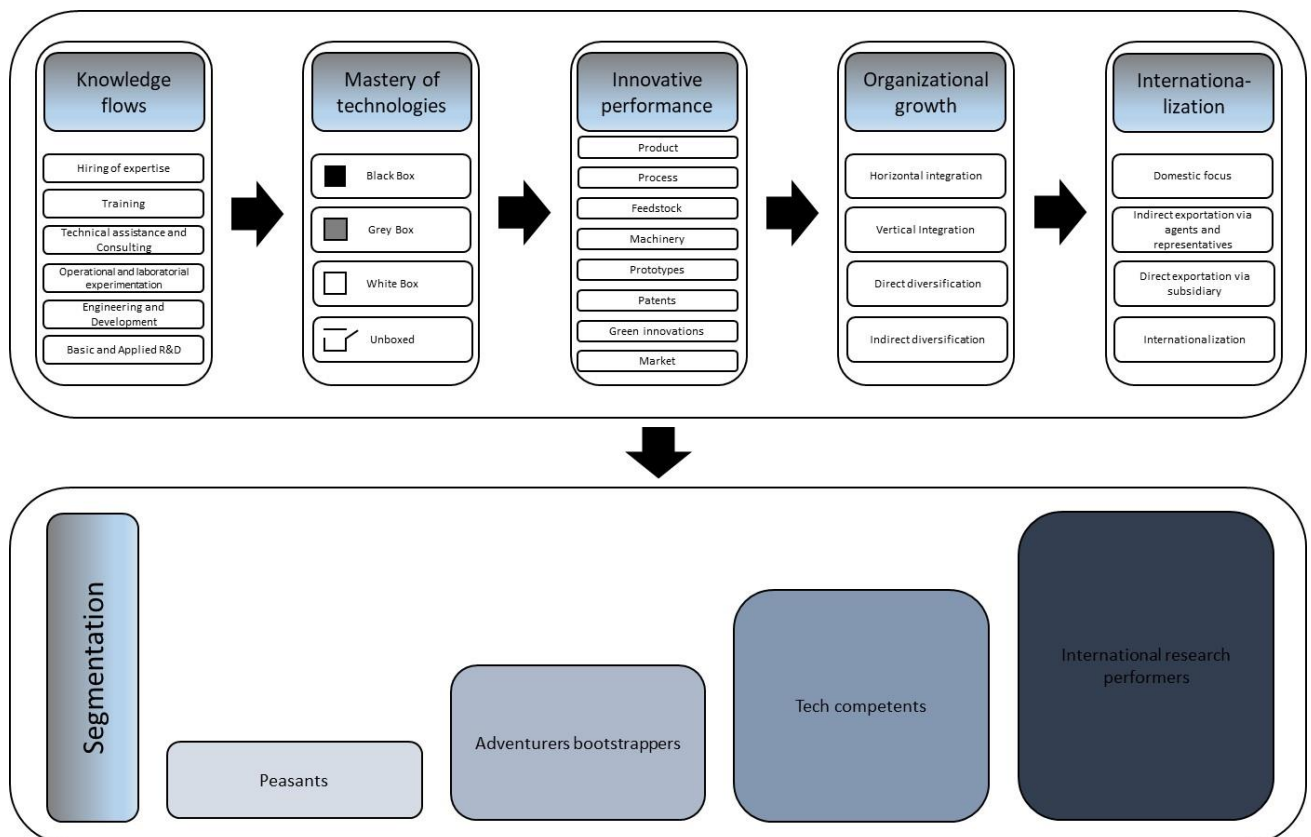 Knowledge
flows
Hiring of expertise
Training
Technical assistance and
Consulting
Operational and laboratorial
experimentation
Engineering and
Development
Basic and Applied R&D
Mastery of
technologies
Black Box
Grey Box
White Box
Unboxed
Innovative
performance
Product
Process
Feedstock
Machinery
Prototypes
Patents
Green innovations
Market
Organizational
growth
Horizontal integration
Vertical Integration
Direct diversification
Indirect diversification
Internationa-
lization
Domestic focus
Indirect exportation via
agents and
representatives
Direct exportation via
subsidiary
Internationalization
Segmentation
Peasants
Adventurers bootstrappers
Tech competents
International research
performers